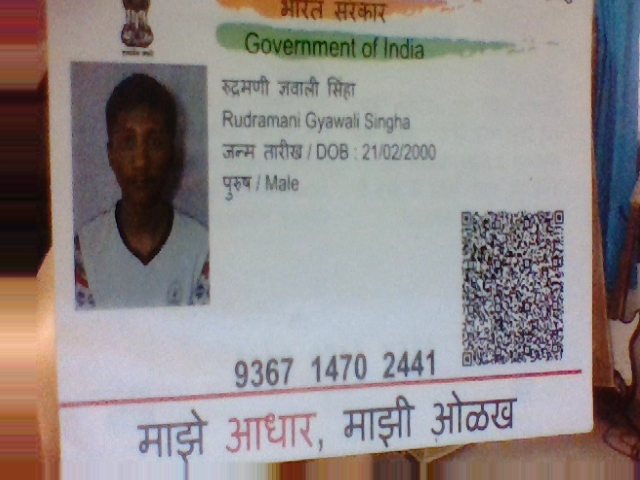 भारत सरकार
Government of India
रुद्रमणी ज्ञवाली सिंहा
Rudramani Gyawali Singha
जन्म तारीख / DOB : 21/02/2000
पुरुष / Male
9367 1470 2441
माझे आधार, माझी ओळख